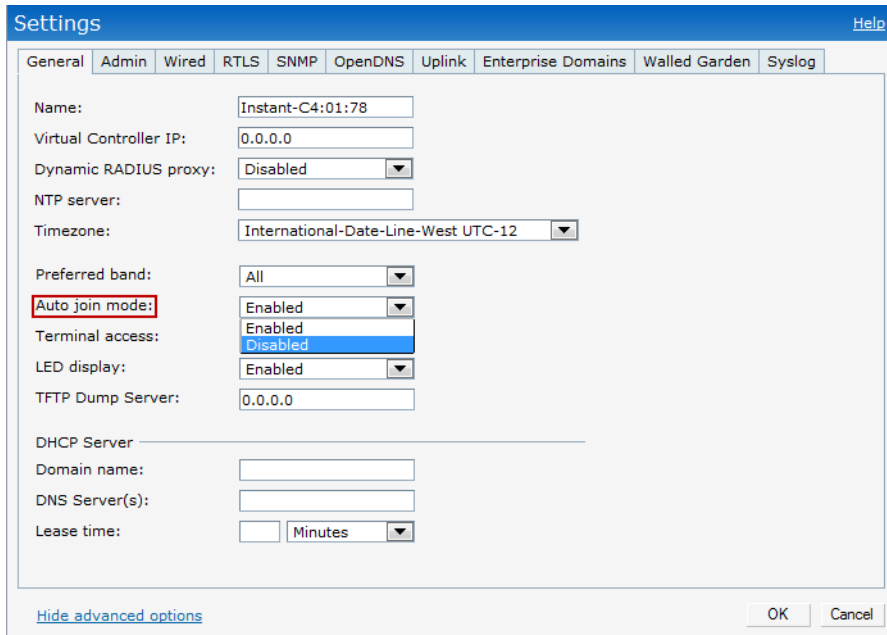 Settings Help
General Admin Wired RTLS SNMP OpenDNS Uplink Enterprise Domains Walled Garden Syslog
Name: Instant-C4:01:78
Virtual Controller IP: 0.0.0.0
Dynamic RADIUS proxy: Disabled
NTP server:
Timezone: International-Date-Line-West UTC-12
Preferred band: All
Auto join mode: Enabled
Enabled
Terminal access: Disabled
LED display: Enabled
TFTP Dump Server: 0.0.0.0
DHCP Server
Domain name:
DNS Server(s):
Lease time: Minutes
Hide advanced options OK Cancel